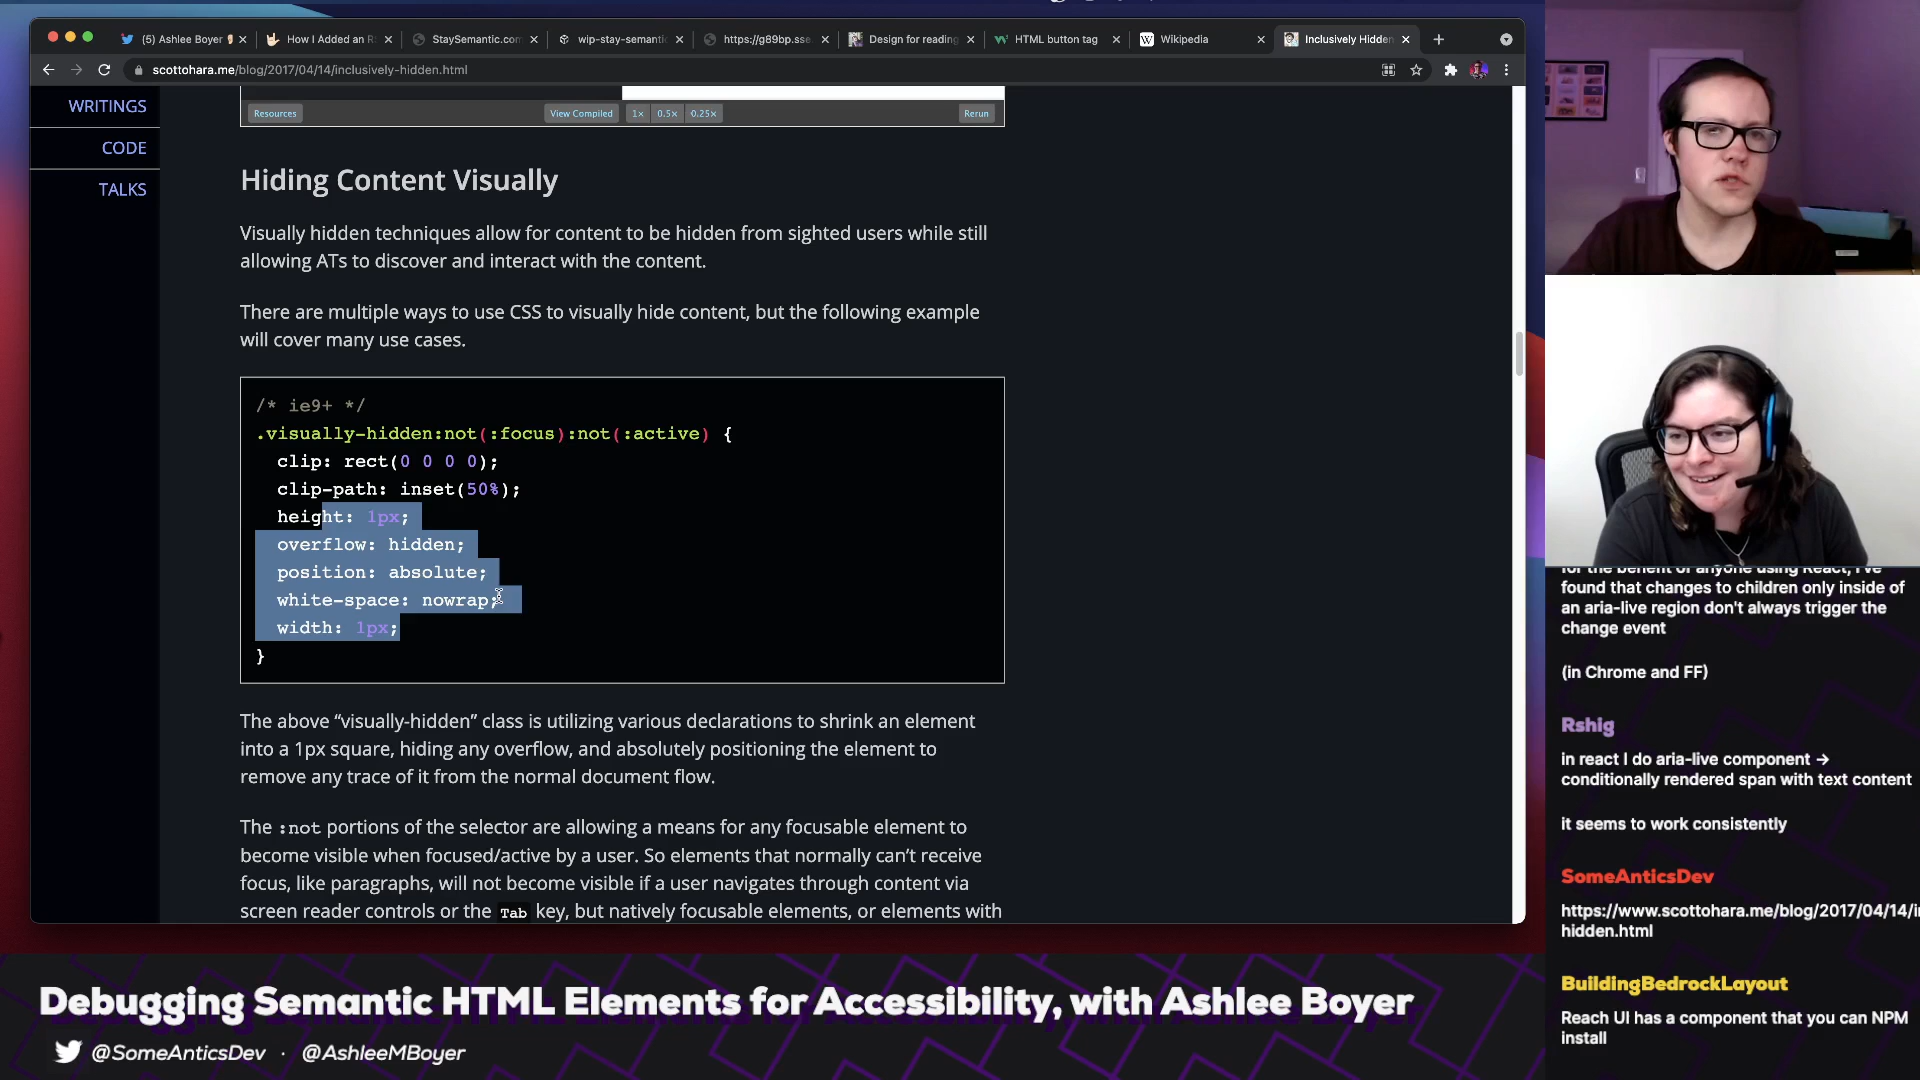 (5) Ashlee Boyer
How I Added an R
StaySemantic.com
wip-stay-semantic
https://g89bp.sse
Design for reading
HTML button tag
Wikipedia
Inclusively Hidden
scottohara.me/blog/2017/04/14/inclusively-hidden.html
WRITINGS
CODE
TALKS
Resources
View Compiled
1×
0.5×
0.25×
Rerun
Hiding Content Visually
Visually hidden techniques allow for content to be hidden from sighted users while still
allowing ATs to discover and interact with the content.
There are multiple ways to use CSS to visually hide content, but the following example
will cover many use cases.
/* ie9+ */
.visually-hidden:not(:focus):not(:active) {
clip: rect(0 0 0 0);
clip-path: inset(50%);
height: 1px;
overflow: hidden;
position: absolute;
white-space: nowrap;
width: 1px;
}
The above “visually-hidden” class is utilizing various declarations to shrink an element
into a 1px square, hiding any overflow, and absolutely positioning the element to
remove any trace of it from the normal document flow.
The :not portions of the selector are allowing a means for any focusable element to
become visible when focused/active by a user. So elements that normally can’t receive
focus, like paragraphs, will not become visible if a user navigates through content via
screen reader controls or the Tab key, but natively focusable elements, or elements with
for the benefit of anyone using React, I've
found that changes to children only inside of
an aria-live region don't always trigger the
change event
(in Chrome and FF)
Rshig
in react I do aria-live component →
conditionally rendered span with text content
it seems to work consistently
SomeAnticsDev
https://www.scottohara.me/blog/2017/04/14/i
hidden.html
BuildingBedrockLayout
Reach UI has a component that you can NPM
install
Debugging Semantic HTML Elements for Accessibility, with Ashlee Boyer
@SomeAnticsDev · @AshleeMBoyer